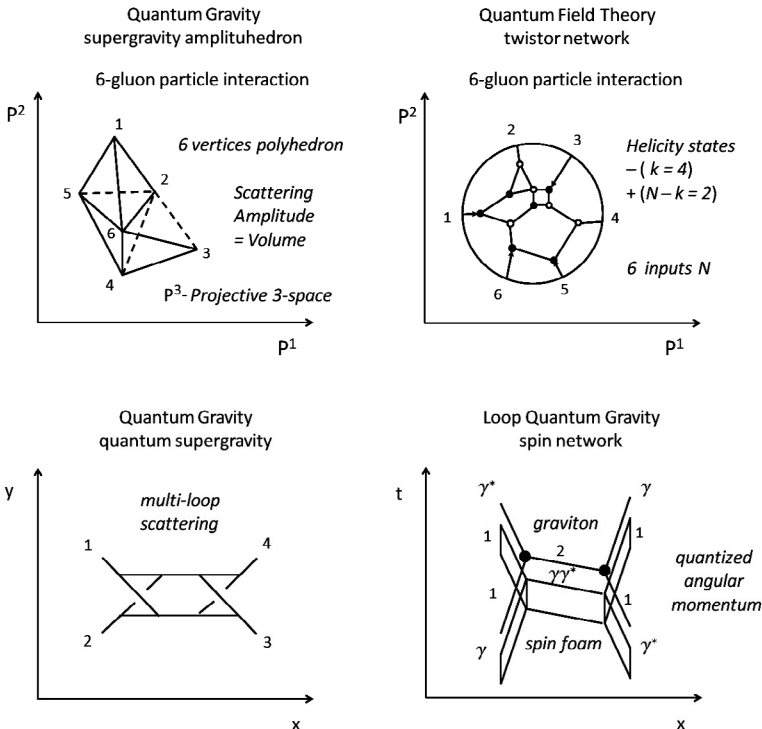 Quantum Gravity
supergravity amplituhedron
6-gluon particle interaction
P²
1
6 vertices polyhedron
5
2
Scattering
Amplitude
= Volume
6
3
4
P³- Projective 3-space
P¹
Quantum Field Theory
twistor network
6-gluon particle interaction
P²
2
3
Helicity states
– ( k = 4)
+ (N – k = 2)
1
4
6 inputs N
6
5
P¹
Quantum Gravity
quantum supergravity
y
multi-loop
scattering
1
4
2
3
x
Loop Quantum Gravity
spin network
t
γ*
γ
graviton
1
1
2
γγ*
quantized
angular
momentum
1
1
γ
spin foam
γ*
x